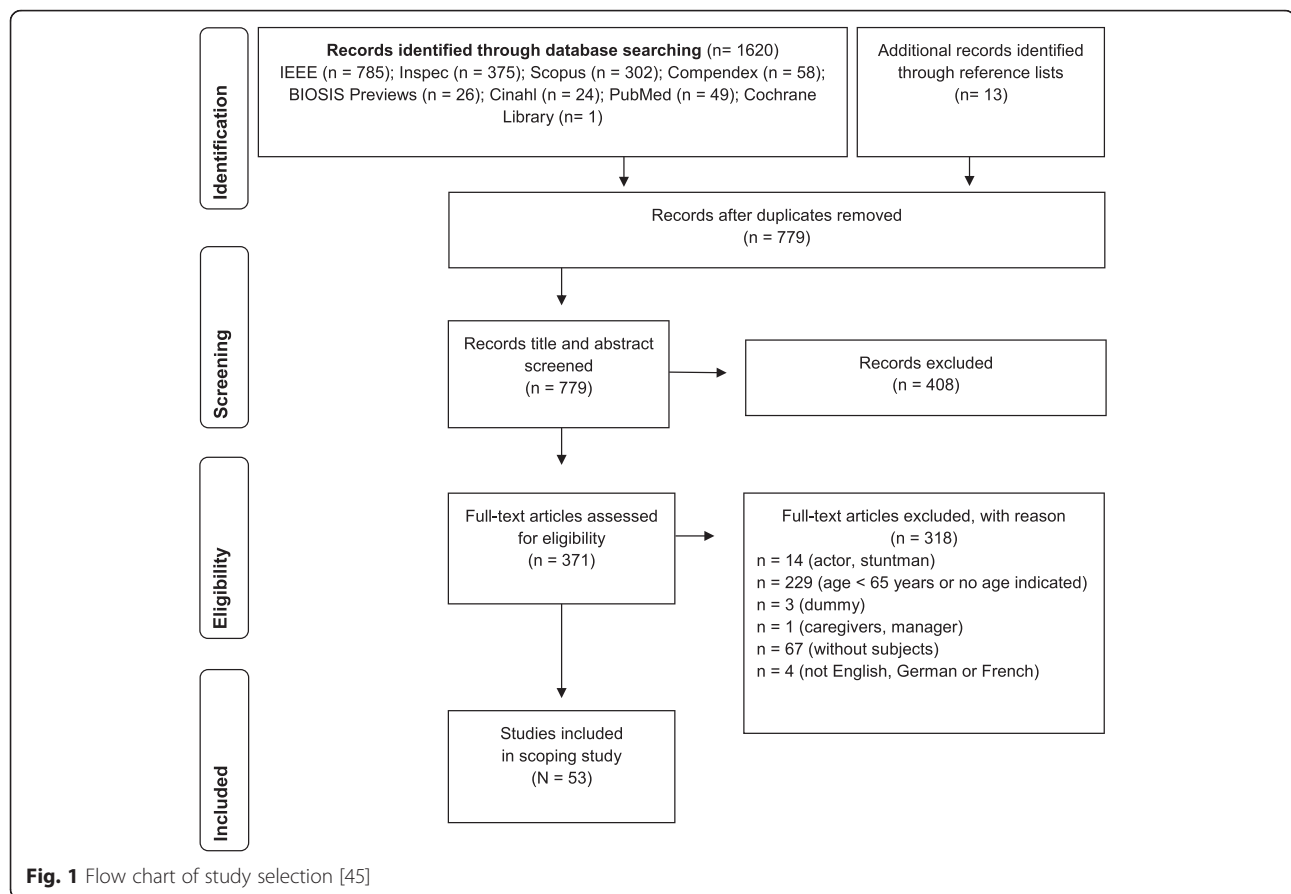 Identification
Records identified through database searching (n= 1620)
IEEE (n = 785); Inspec (n = 375); Scopus (n = 302); Compendex (n = 58);
BIOSIS Previews (n = 26); Cinahl (n = 24); PubMed (n = 49); Cochrane
Library (n= 1)
Additional records identified
through reference lists
(n= 13)
Records after duplicates removed
(n = 779)
Screening
Records title and abstract
screened
(n = 779)
Records excluded
(n = 408)
Eligibility
Full-text articles assessed
for eligibility
(n = 371)
Full-text articles excluded, with reason
(n = 318)
n = 14 (actor, stuntman)
n = 229 (age < 65 years or no age indicated)
n = 3 (dummy)
n = 1 (caregivers, manager)
n = 67 (without subjects)
n = 4 (not English, German or French)
Included
Studies included
in scoping study
(N = 53)
Fig. 1 Flow chart of study selection [45]